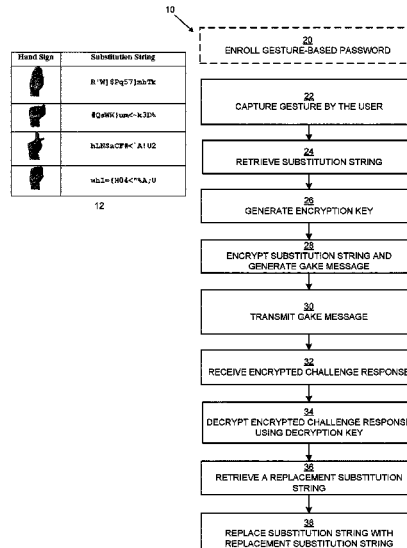 10
Hand Sign Substitution String
12
20
ENROLL GESTURE-BASED PASSWORD
22
CAPTURE GESTURE BY THE USER
24
RETRIEVE SUBSTITUTION STRING
26
GENERATE ENCRYPTION KEY
28
ENCRYPT SUBSTITUTION STRING AND
GENERATE GAKE MESSAGE
30
TRANSMIT GAKE MESSAGE
32
RECEIVE ENCRYPTED CHALLENGE RESPONSE
34
DECRYPT ENCRYPTED CHALLENGE RESPONSE
USING DECRYPTION KEY
36
RETRIEVE A REPLACEMENT SUBSTITUTION
STRING
38
REPLACE SUBSTITUTION STRING WITH
REPLACEMENT SUBSTITUTION STRING